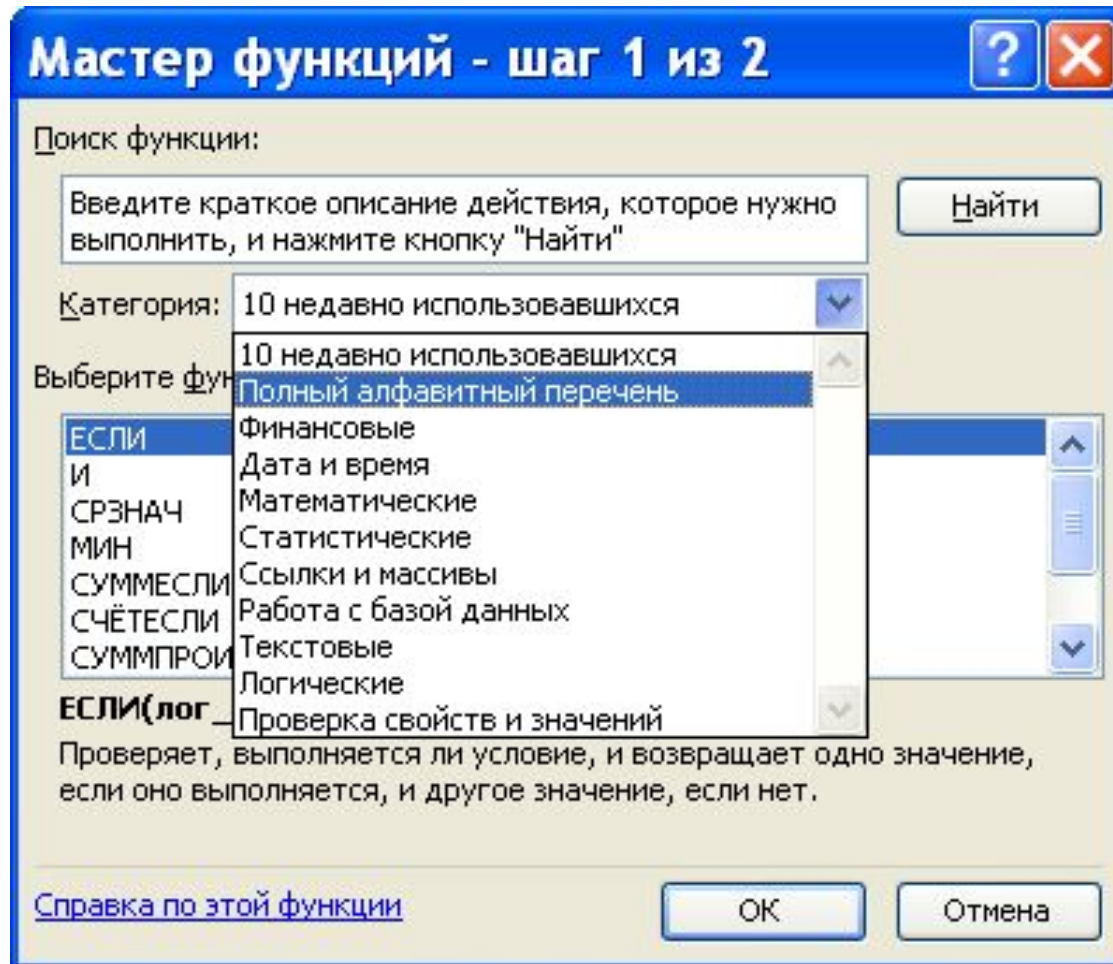 Мастер функций - шаг 1 из 2
Поиск функции:
Введите краткое описание действия, которое нужно
выполнить, и нажмите кнопку "Найти"
Найти
Категория: 10 недавно использовавшихся
10 недавно использовавшихся
Выберите
Полный алфавитный перечень
Финансовые
Дата и время
Математические
Статистические
Ссылки и массивы
Работа с базой данных
Текстовые
Логические
Проверка свойств и значений
ЕСЛИ
И
СРЗНАЧ
МИН
СУММЕСЛИ
СЧЁТЕСЛИ
ЕСЛИ(лог_
Проверяет, выполняется ли условие, и возвращает одно значение,
если оно выполняется, и другое значение, если нет.
Справка по этой функции
ОК
Отмена